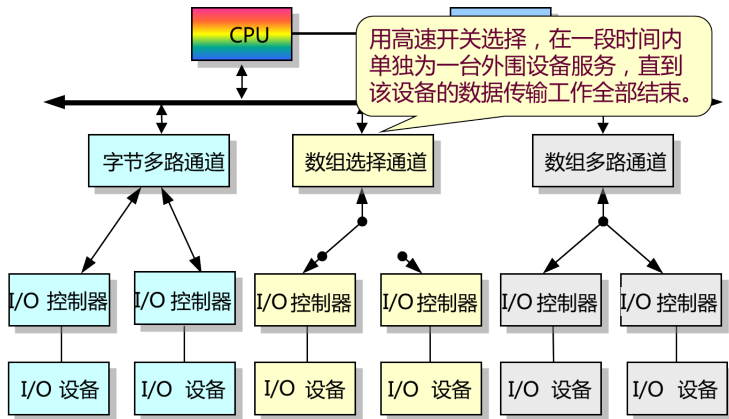 CPU
用高速开关选择，在一段时间内
单独为一台外围设备服务，直到
该设备的数据传输工作全部结束。
字节多路通道
数组选择通道
数组多路通道
I/O 控制器
I/O 控制器
I/O 控制器
I/O 控制器
I/O 控制器
I/O 控制器
I/O 设备
I/O 设备
I/O 设备
I/O 设备
I/O 设备
I/O 设备